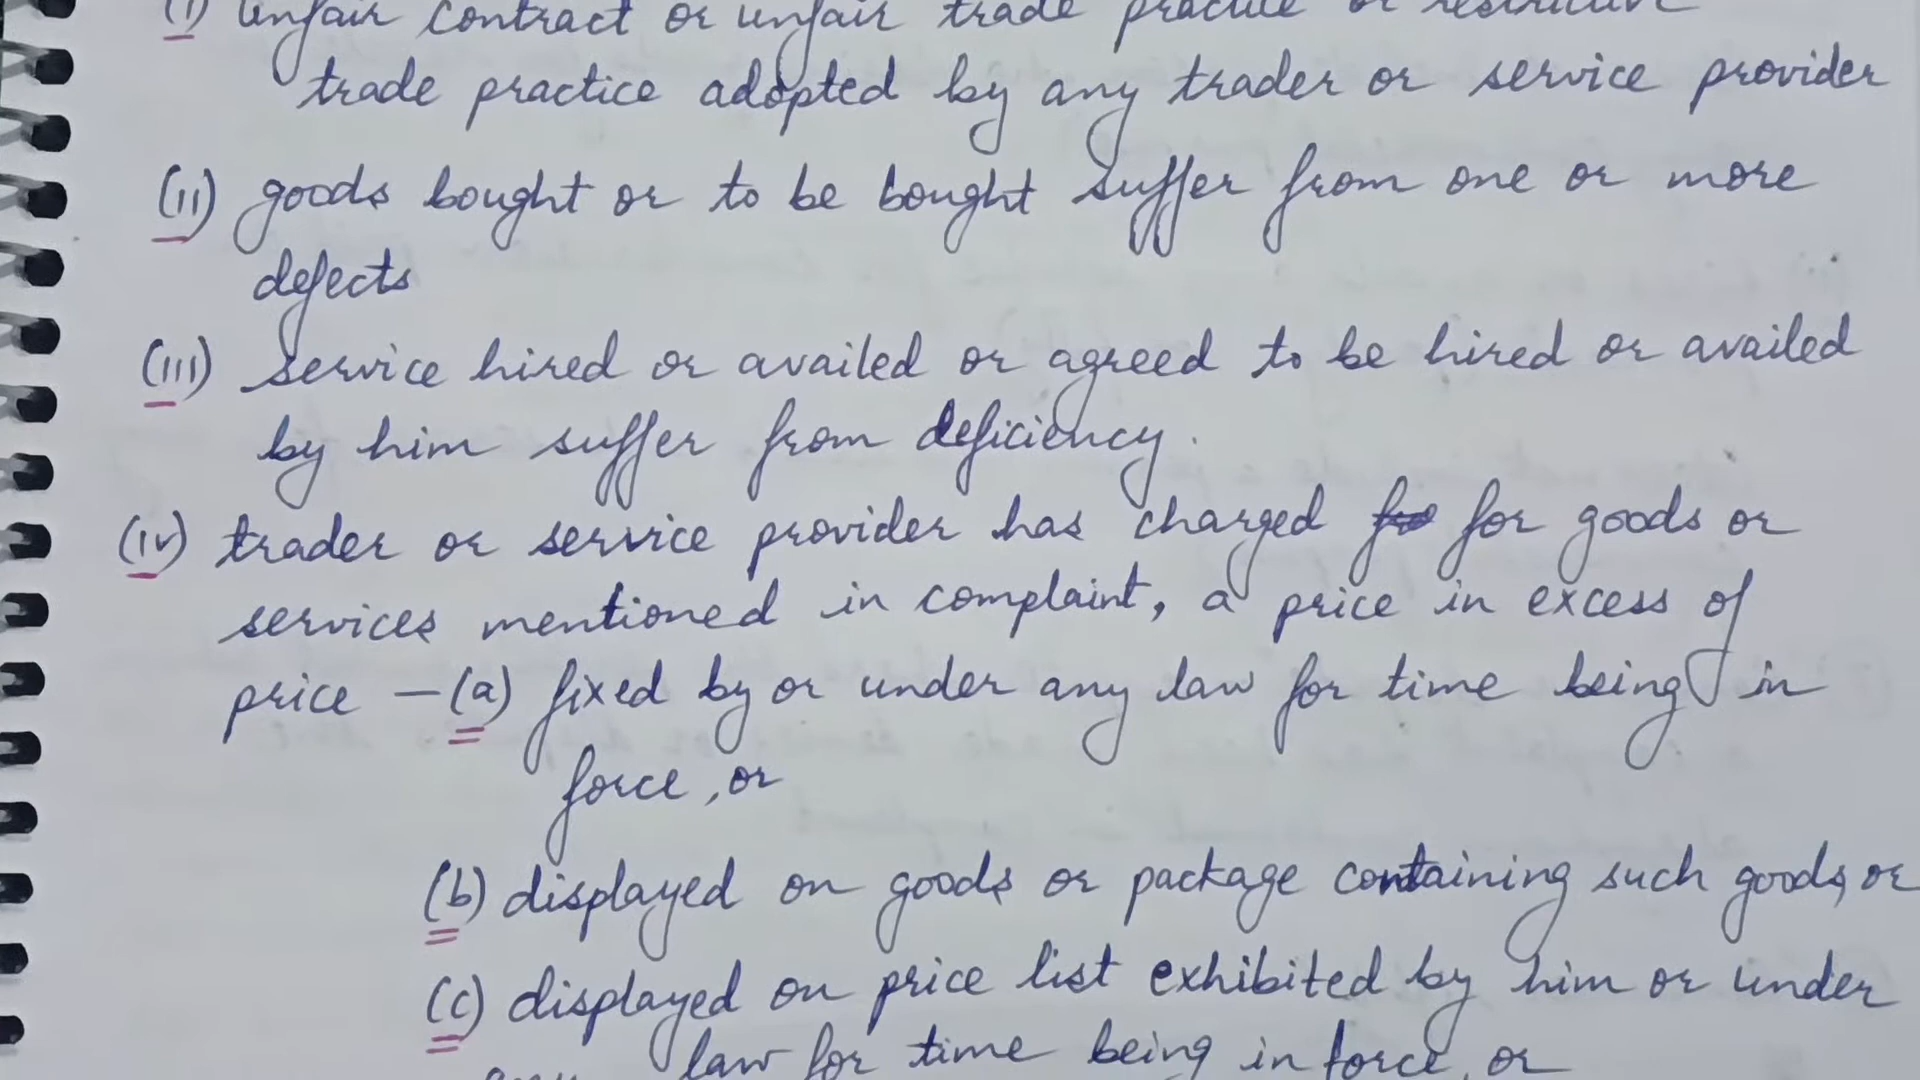 (i) unfair contract or unfair trade practice or restrictive
trade practice adopted by any trader or service provider
(ii) goods bought or to be bought suffer from one or more
defects
(iii) service hired or availed or agreed to be hired or availed
by him suffer from deficiency.
(iv) trader or service provider has charged for goods or
services mentioned in complaint, a price in excess of
price – (a) fixed by or under any law for time being in
force, or
(b) displayed on goods or package containing such goods, or
(c) displayed on price list exhibited by him or under
any law for time being in force, or